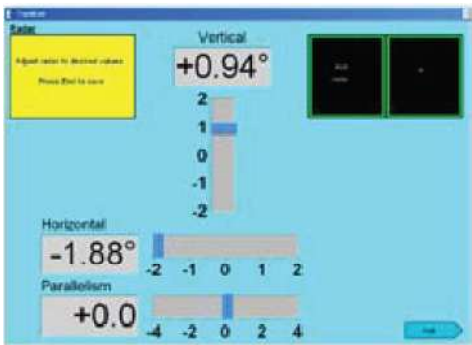 Radar
Adjust radar to desired values
Press End to save
Vertical
+0.94°
2
1
0
-1
-2
Horizontal
-1.88°
-2 -1 0 1 2
Parallelism
+0.0
-4 -2 0 2 4